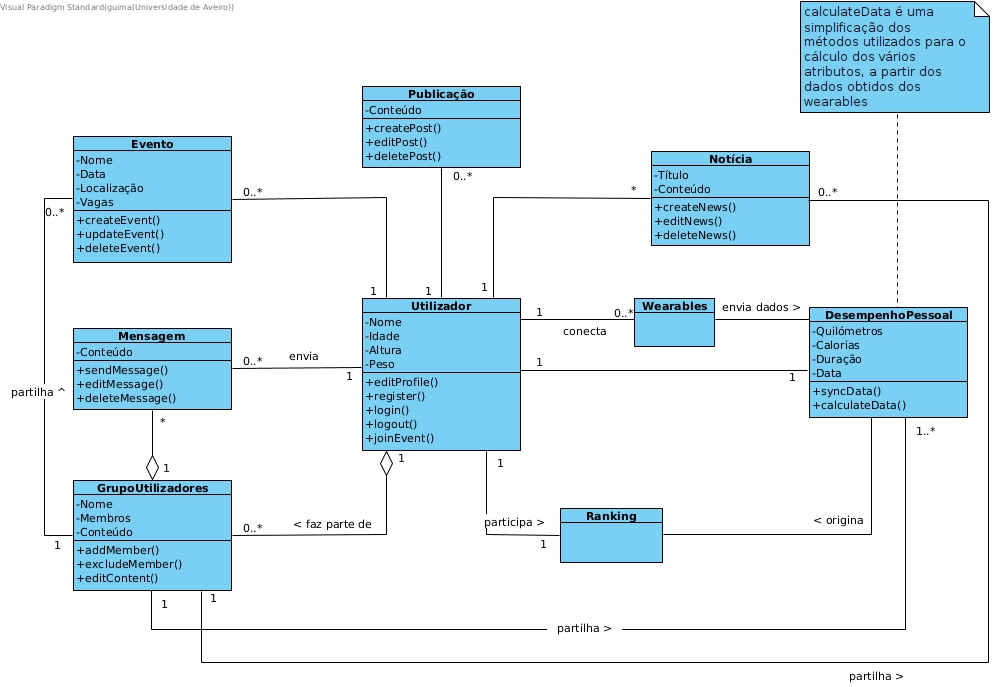 Visual Paradigm Standard(guima(Universidade de Aveiro))
calculateData é uma
simplificação dos
métodos utilizados para o
cálculo dos vários
atributos, a partir dos
dados obtidos dos
wearables
Publicação
-Conteúdo
+createPost()
+editPost()
+deletePost()
0..*
1
Evento
-Nome
-Data
-Localização
-Vagas
+createEvent()
+updateEvent()
+deleteEvent()
0..*
0..*
1
Notícia
-Título
-Conteúdo
+createNews()
+editNews()
+deleteNews()
*
0..*
1
Utilizador
-Nome
-Idade
-Altura
-Peso
+editProfile()
+register()
+login()
+logout()
+joinEvent()
1
conecta
0..*
Wearables
envia dados >
DesempenhoPessoal
-Quilómetros
-Calorias
-Duração
-Data
+syncData()
+calculateData()
1
1
1..*
Mensagem
-Conteúdo
+sendMessage()
+editMessage()
+deleteMessage()
0..*
envia
1
partilha ^
*
1
GrupoUtilizadores
-Nome
-Membros
-Conteúdo
+addMember()
+excludeMember()
+editContent()
0..*
< faz parte de
1
1
participa >
1
Ranking
< origina
1
1
1
partilha >
partilha >